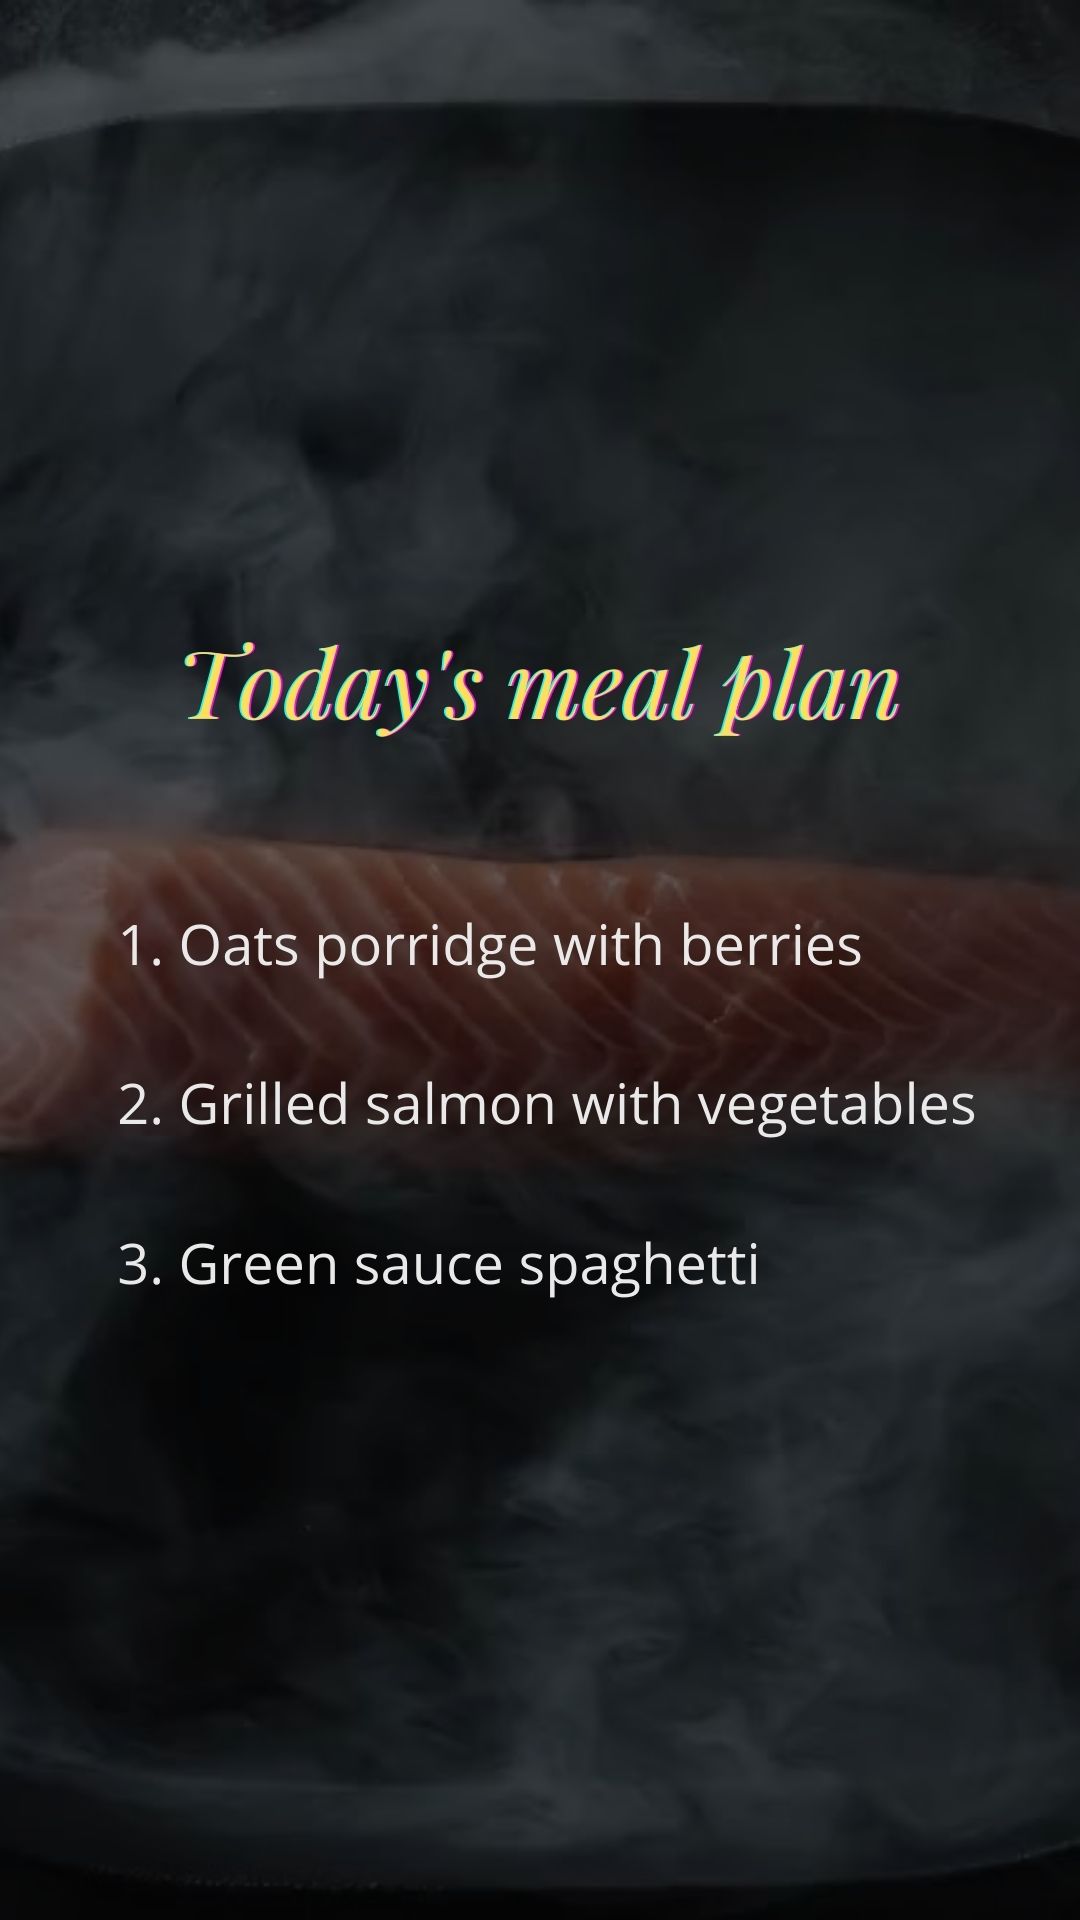 Today's meal plan
1. Oats porridge with berries
2. Grilled salmon with vegetables
3. Green sauce spaghetti